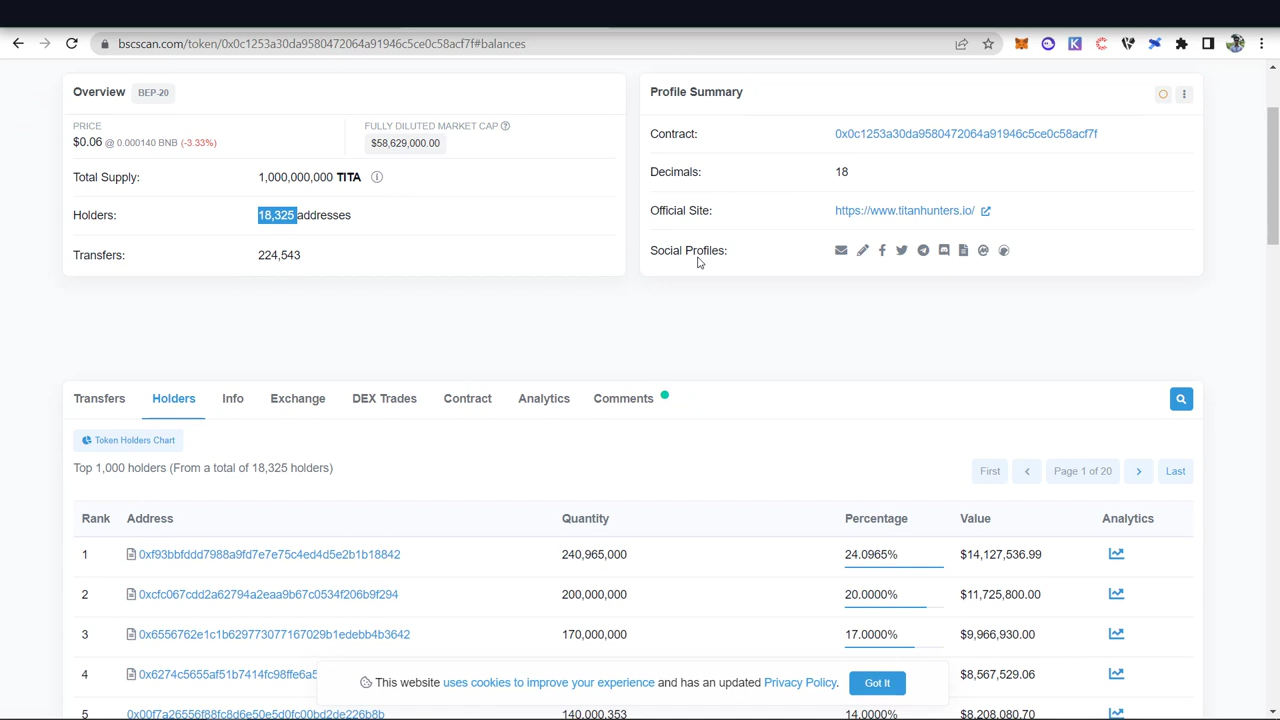 bscscan.com/token/0x0c1253a30da9580472064a91946c5ce0c58acf7f#balances
Overview BEP-20
PRICE
$0.06 @ 0.000140 BNB (-3.33%)
FULLY DILUTED MARKET CAP
$58,629,000.00
Total Supply: 1,000,000,000 TITA
Holders: 18,325 addresses
Transfers: 224,543
Profile Summary
Contract: 0x0c1253a30da9580472064a91946c5ce0c58acf7f
Decimals: 18
Official Site: https://www.titanhunters.io/
Social Profiles:
Transfers Holders Info Exchange DEX Trades Contract Analytics Comments
Token Holders Chart
Top 1,000 holders (From a total of 18,325 holders)
First < Page 1 of 20 > Last
Rank Address Quantity Percentage Value Analytics
1 0xf93bbfddd7988a9fd7e7e75c4ed4d5e2b1b18842 240,965,000 24.0965% $14,127,536.99
2 0xcfc067cdd2a62794a2eaa9b67c0534f206b9f294 200,000,000 20.0000% $11,725,800.00
3 0x6556762e1c1b629773077167029b1edebb4b3642 170,000,000 17.0000% $9,966,930.00
4 0x6274c5655af51b7414fc98ffe6a5 $8,567,529.06
This website uses cookies to improve your experience and has an updated Privacy Policy. Got It
5 0x00f7a26556f88fc8d6e50e5d0fc00bd2de226b8b 140,000,353 14.0000% $8,208,080.70